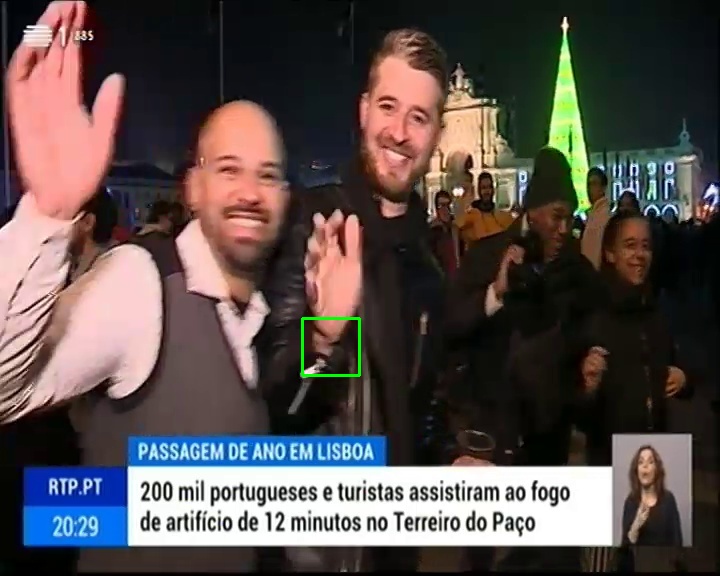 1 885
PASSAGEM DE ANO EM LISBOA
RTP.PT
20:29
200 mil portugueses e turistas assistiram ao fogo
de artifício de 12 minutos no Terreiro do Paço